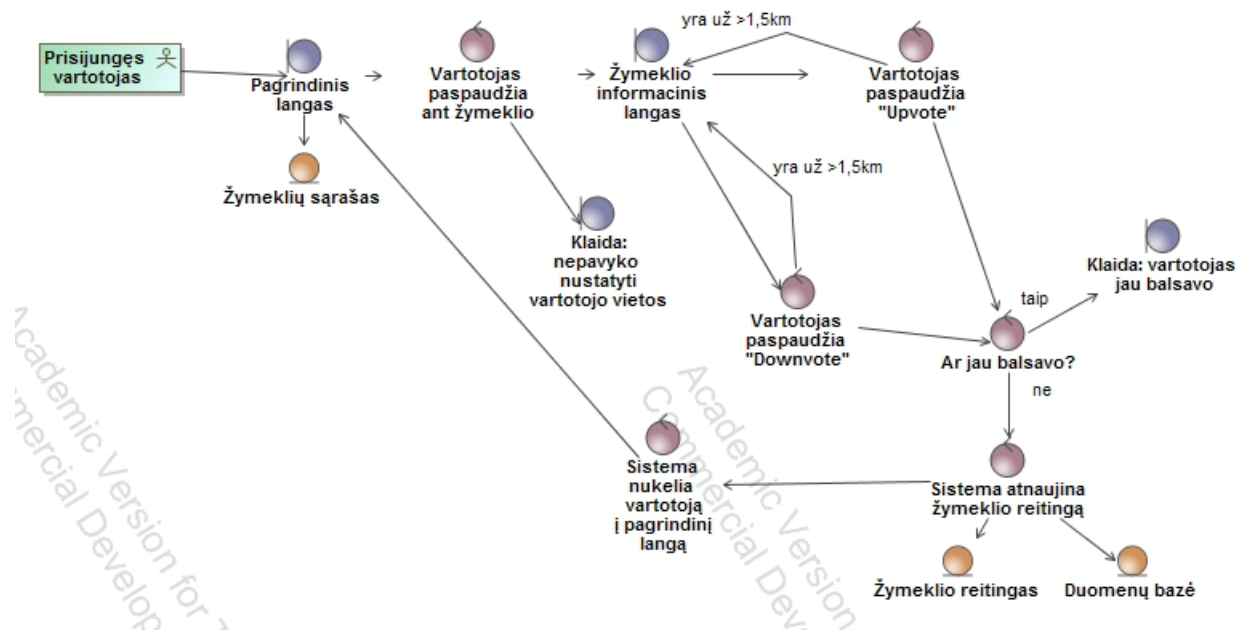 Prisijungęs
vartotojas
Pagrindinis
langas
Žymeklių sąrašas
Vartotojas
paspaudžia
ant žymeklio
Klaida:
nepavyko
nustatyti
vartotojo vietos
Žymeklio
informacinis
langas
yra už >1,5km
Vartotojas
paspaudžia
"Upvote"
yra už >1,5km
Vartotojas
paspaudžia
"Downvote"
Klaida: vartotojas
jau balsavo
taip
Ar jau balsavo?
ne
Sistema atnaujina
žymeklio reitingą
Žymeklio reitingas
Duomenų bazė
Sistema
nukelia
vartotoją
į pagrindinį
langą
Academic Version for
Academic Version
Commercial